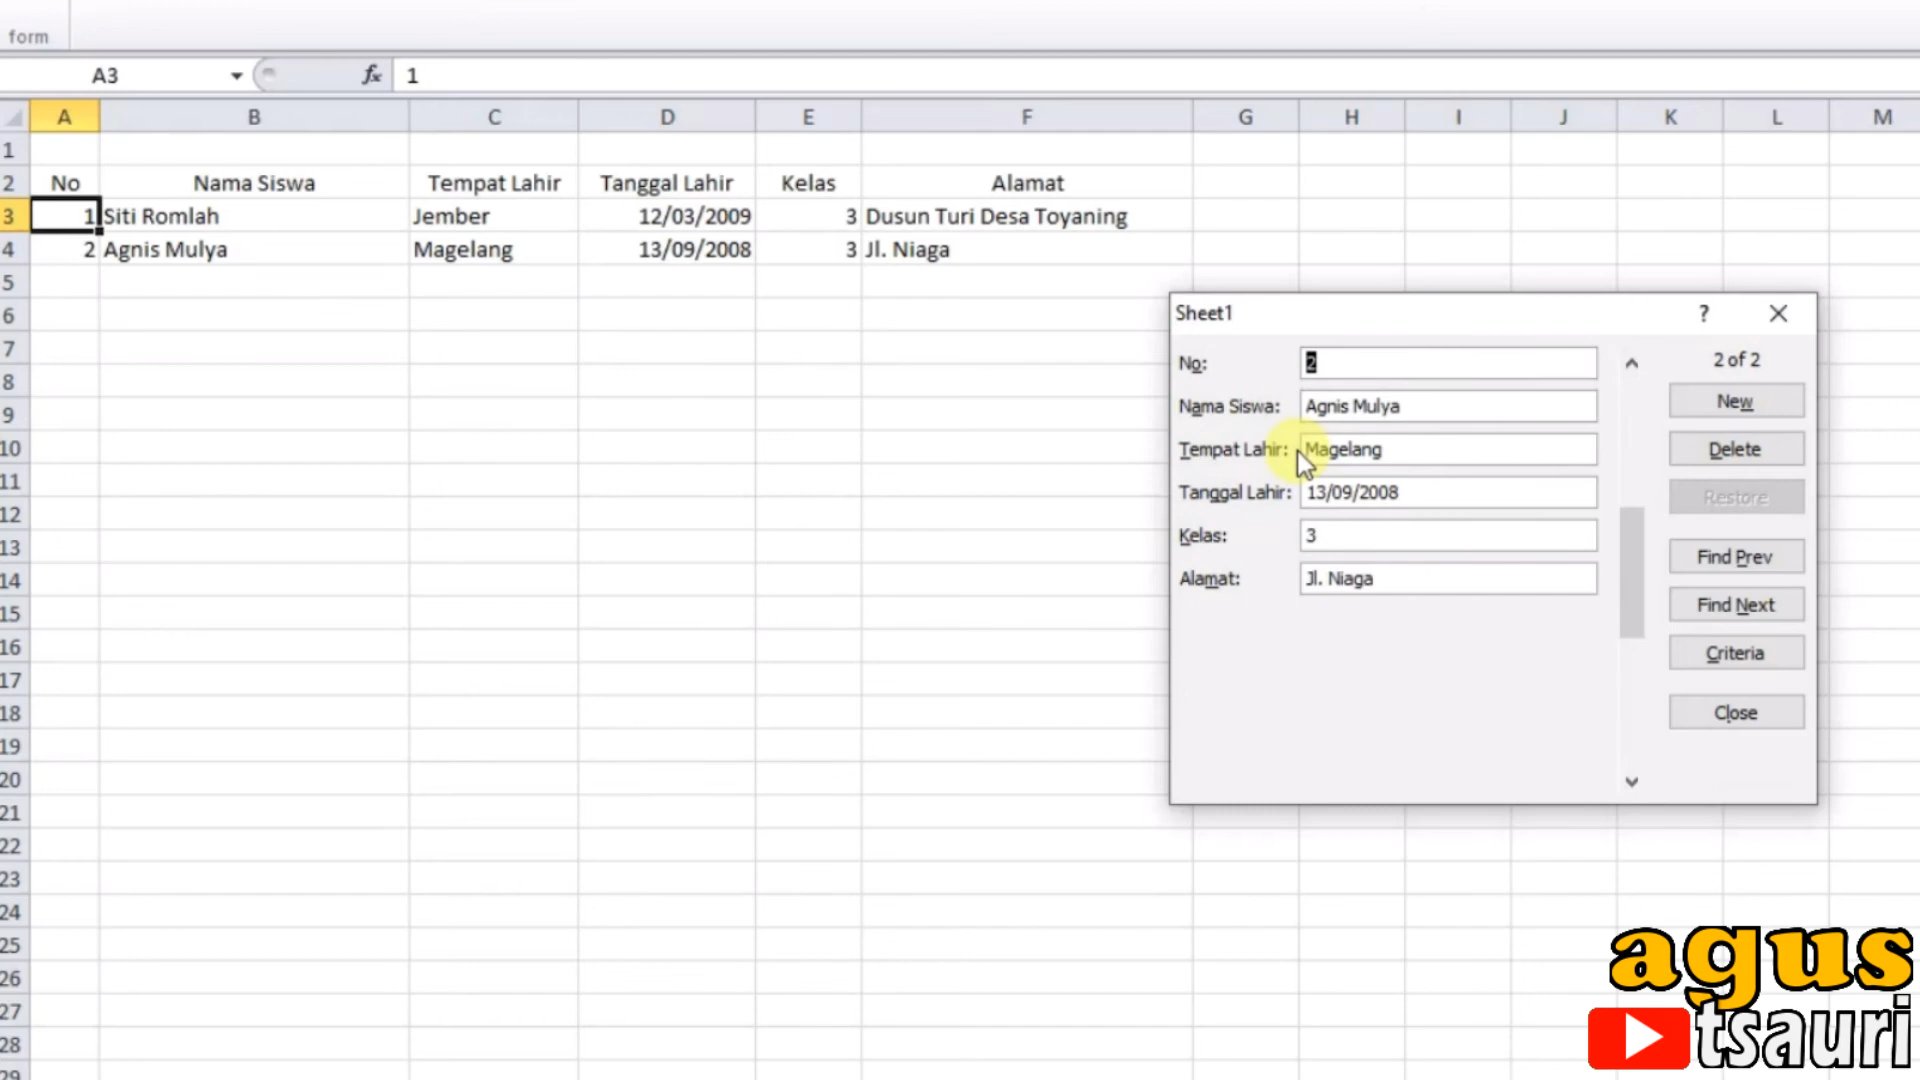 form
A3 fx 1
A B C D E F G H I J K L M
1
2 No Nama Siswa Tempat Lahir Tanggal Lahir Kelas Alamat
3 1 Siti Romlah Jember 12/03/2009 3 Dusun Turi Desa Toyaning
4 2 Agnis Mulya Magelang 13/09/2008 3 Jl. Niaga
5
6
7
8
9
10
11
12
13
14
15
16
17
18
19
20
21
22
23
24
25
26
27
28
29
Sheet1 ?
No: 2 2 of 2
New
Nama Siswa: Agnis Mulya
Tempat Lahir: Magelang Delete
Tanggal Lahir: 13/09/2008 Restore
Kelas: 3
Find Prev
Alamat: Jl. Niaga
Find Next
Criteria
Close
agus
tsauri